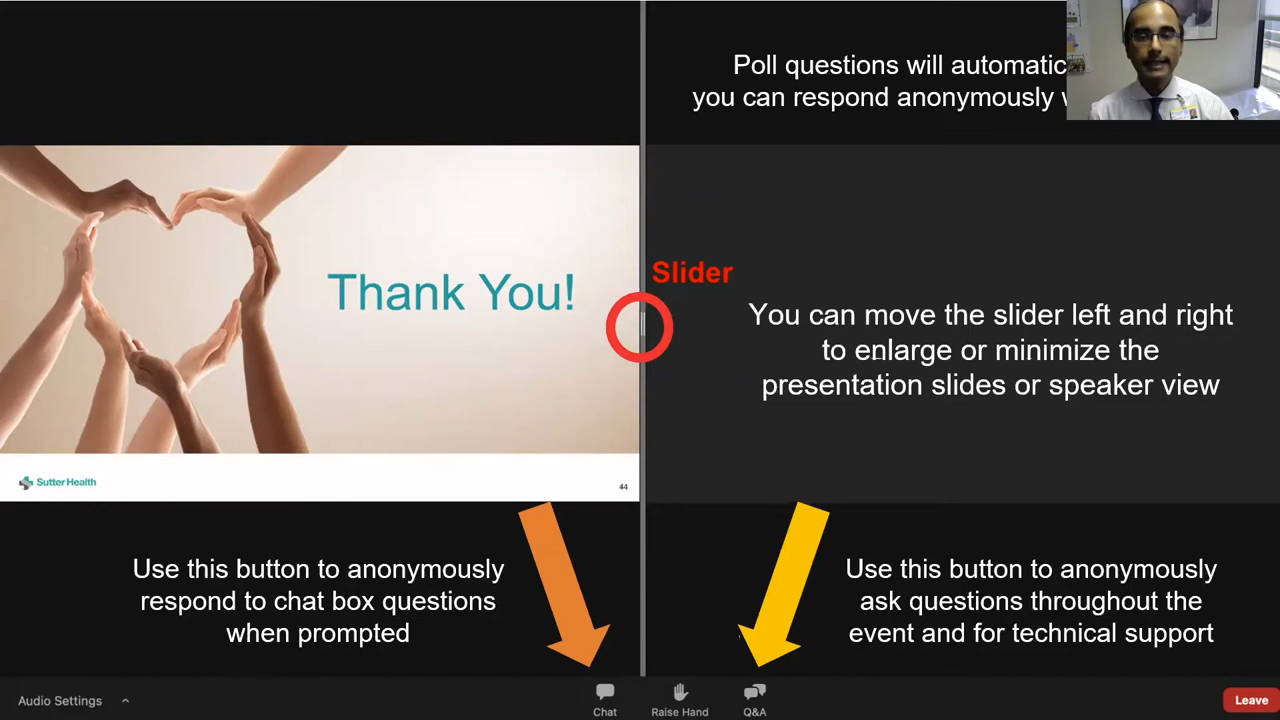 Poll questions will automatic
you can respond anonymously
Slider
Thank You!
You can move the slider left and right
to enlarge or minimize the
presentation slides or speaker view
Sutter Health
44
Use this button to anonymously
respond to chat box questions
when prompted
Use this button to anonymously
ask questions throughout the
event and for technical support
Audio Settings
Chat
Raise Hand
Q&A
Leave